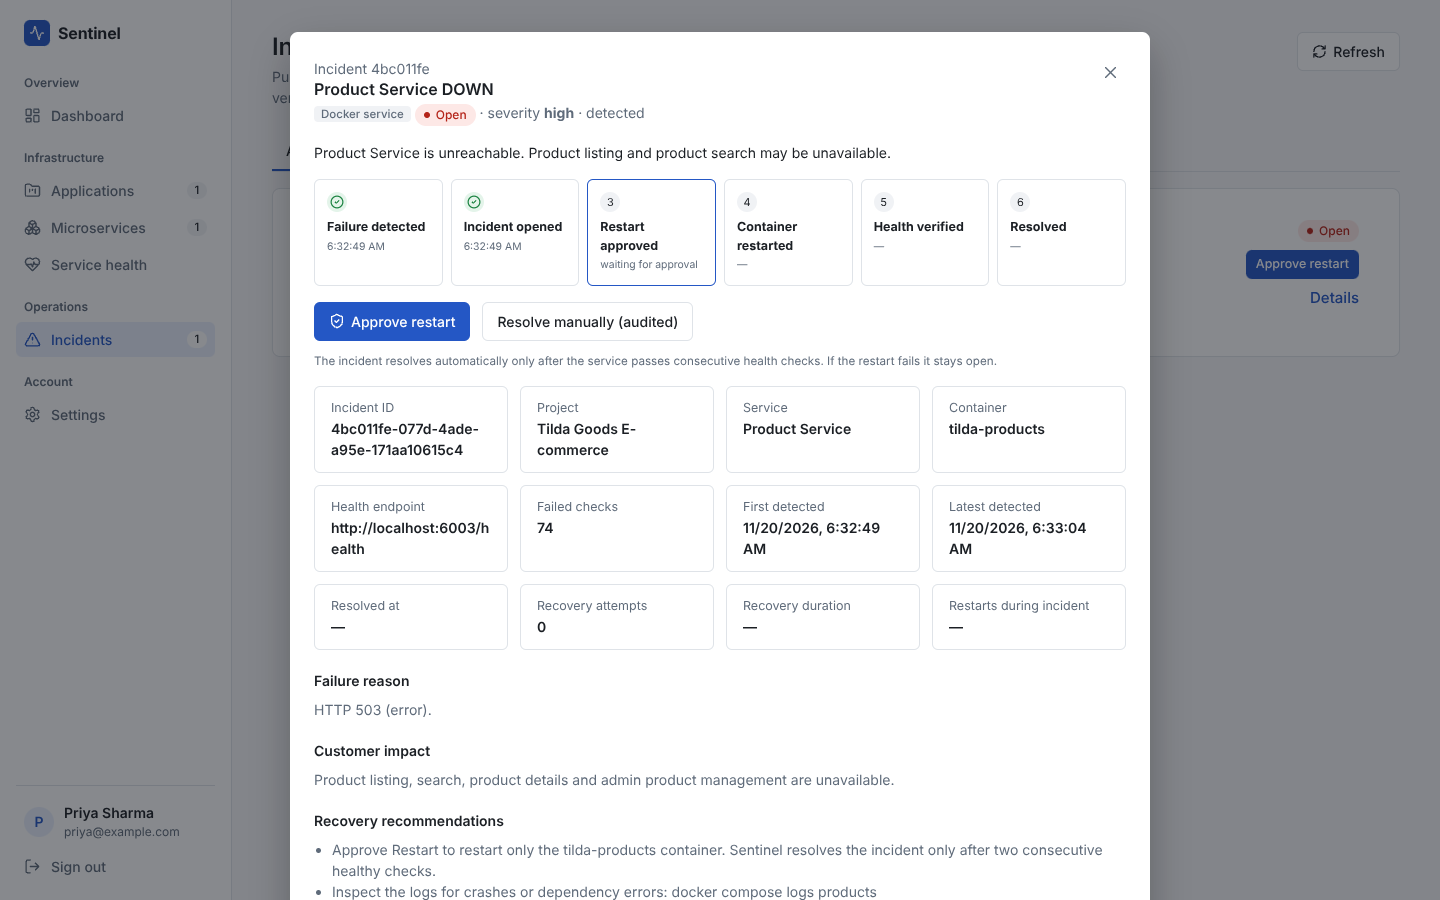 Sentinel
Overview
Dashboard
Infrastructure
Applications 1
Microservices 1
Service health
Operations
Incidents 1
Account
Settings
Priya Sharma
P
priya@example.com
Sign out
Refresh
Open
Approve restart
Details
Incident 4bc011fe
Product Service DOWN
Docker service Open · severity high · detected
Product Service is unreachable. Product listing and product search may be unavailable.
Failure detected
6:32:49 AM
Incident opened
6:32:49 AM
3
Restart
approved
waiting for approval
4
Container
restarted
—
5
Health verified
—
6
Resolved
—
Approve restart
Resolve manually (audited)
The incident resolves automatically only after the service passes consecutive health checks. If the restart fails it stays open.
Incident ID
4bc011fe-077d-4ade-
a95e-171aa10615c4
Project
Tilda Goods E-
commerce
Service
Product Service
Container
tilda-products
Health endpoint
http://localhost:6003/h
ealth
Failed checks
74
First detected
11/20/2026, 6:32:49
AM
Latest detected
11/20/2026, 6:33:04
AM
Resolved at
—
Recovery attempts
0
Recovery duration
—
Restarts during incident
—
Failure reason
HTTP 503 (error).
Customer impact
Product listing, search, product details and admin product management are unavailable.
Recovery recommendations
Approve Restart to restart only the tilda-products container. Sentinel resolves the incident only after two consecutive
healthy checks.
Inspect the logs for crashes or dependency errors: docker compose logs products